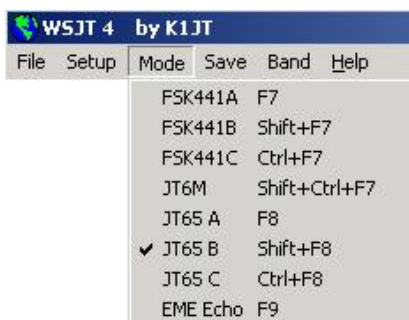 WSJT 4 by K1JT
File Setup Mode Save Band Help
FSK441A F7
FSK441B Shift+F7
FSK441C Ctrl+F7
JT6M Shift+Ctrl+F7
JT65 A F8
JT65 B Shift+F8
JT65 C Ctrl+F8
EME Echo F9